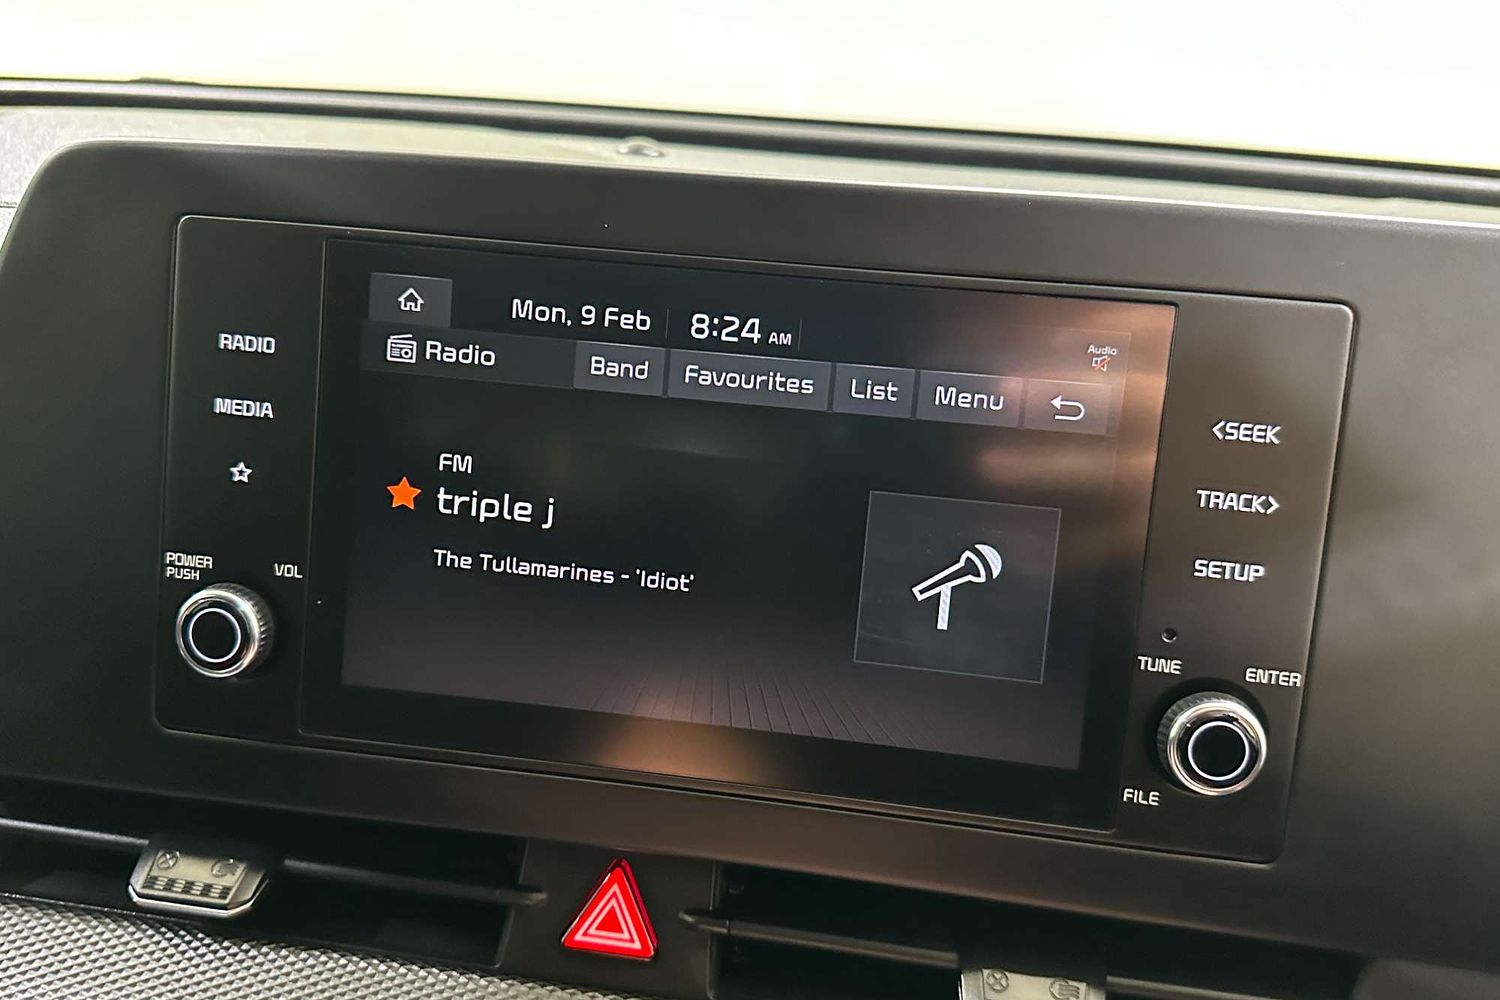 Mon, 9 Feb 8:24 AM
Audio
Radio Band Favourites List Menu
FM
triple j
The Tullamarines - 'Idiot'
RADIO
MEDIA
POWER
PUSH
VOL
<SEEK
TRACK>
SETUP
TUNE
ENTER
FILE